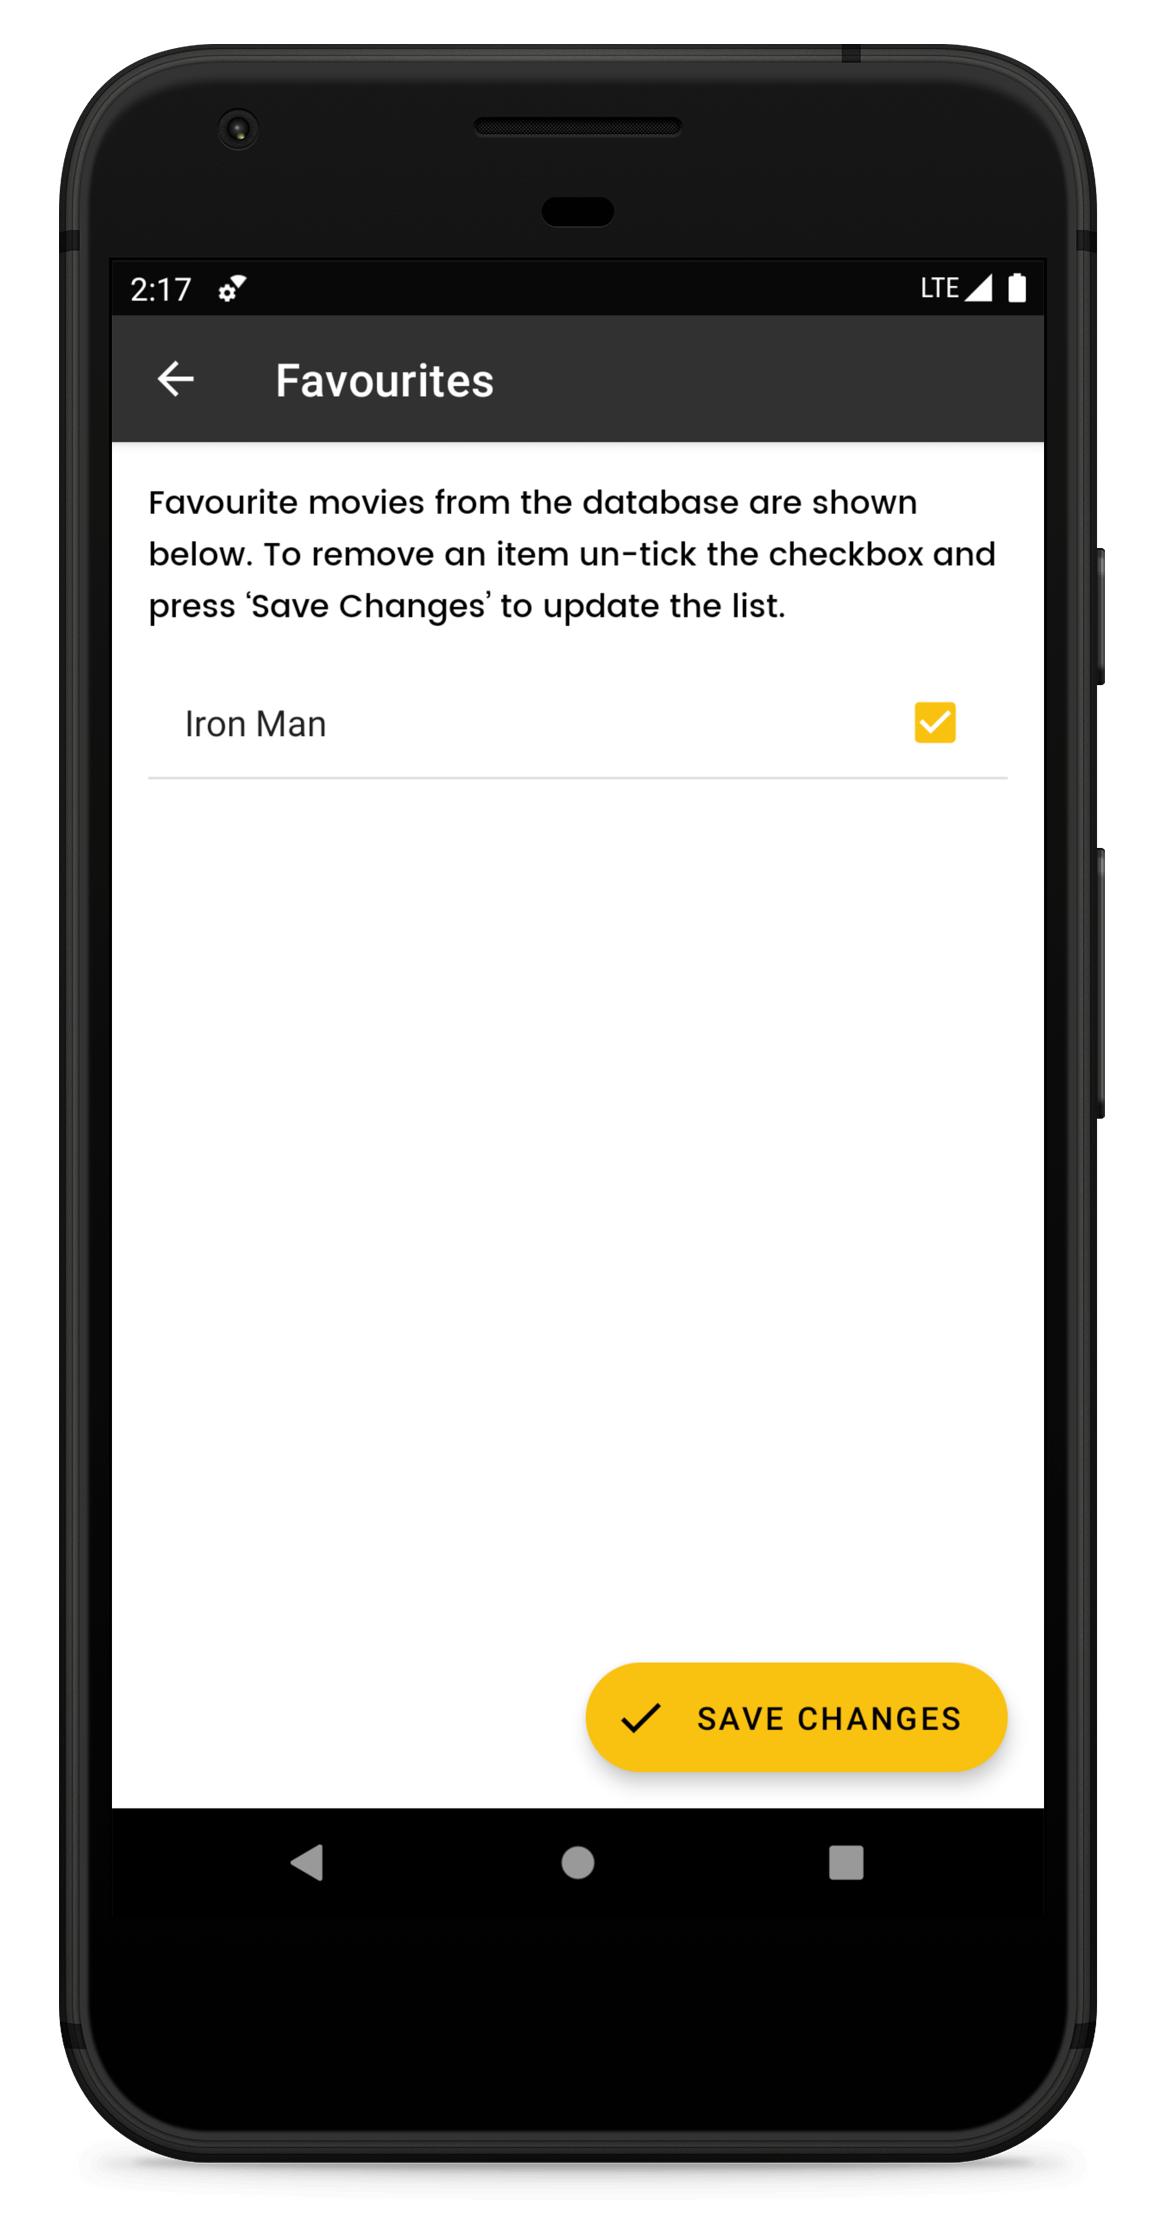 2:17
LTE
Favourites
Favourite movies from the database are shown
below. To remove an item un-tick the checkbox and
press ‘Save Changes’ to update the list.
Iron Man
SAVE CHANGES